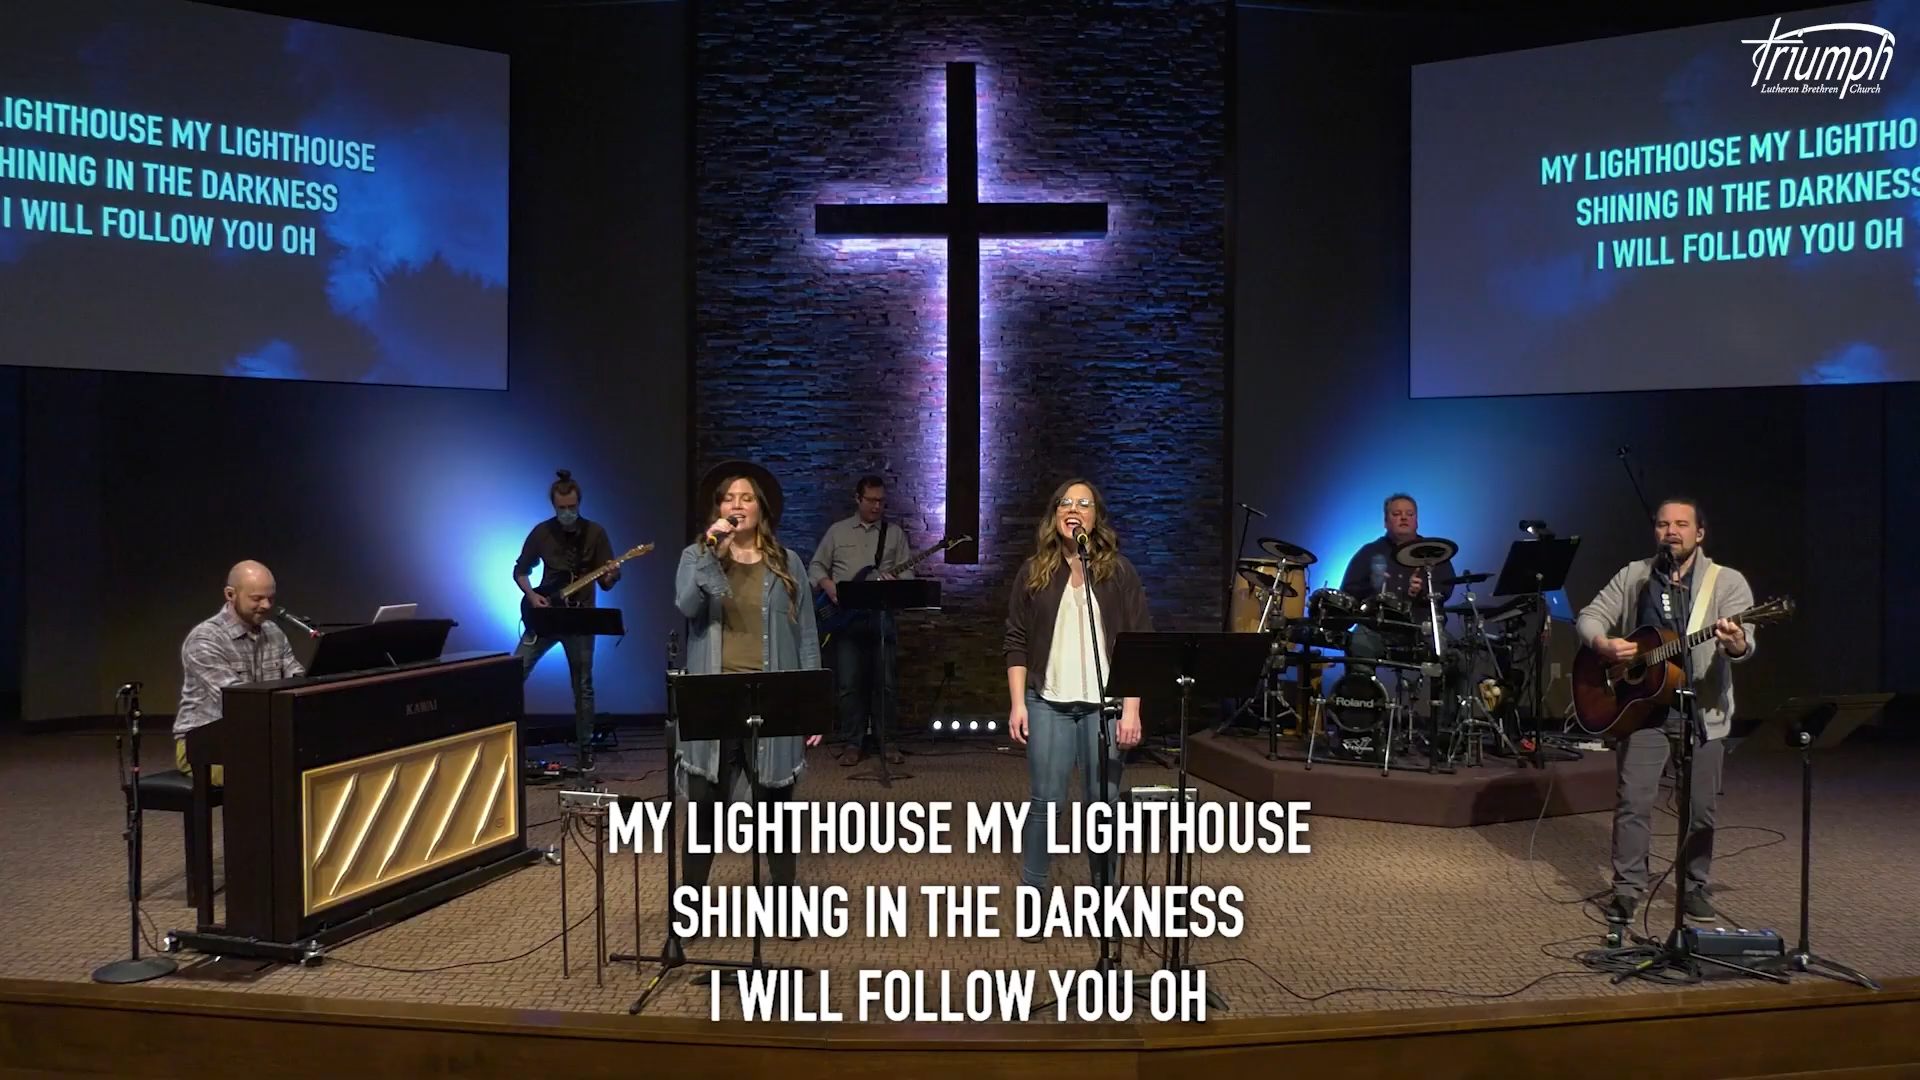 triumph
Lutheran Brethren Church
LIGHTHOUSE MY LIGHTHOUSE
HINING IN THE DARKNESS
I WILL FOLLOW YOU OH
MY LIGHTHOUSE MY LIGHTHO
SHINING IN THE DARKNESS
I WILL FOLLOW YOU OH
KAWAI
Roland
MY LIGHTHOUSE MY LIGHTHOUSE
SHINING IN THE DARKNESS
I WILL FOLLOW YOU OH